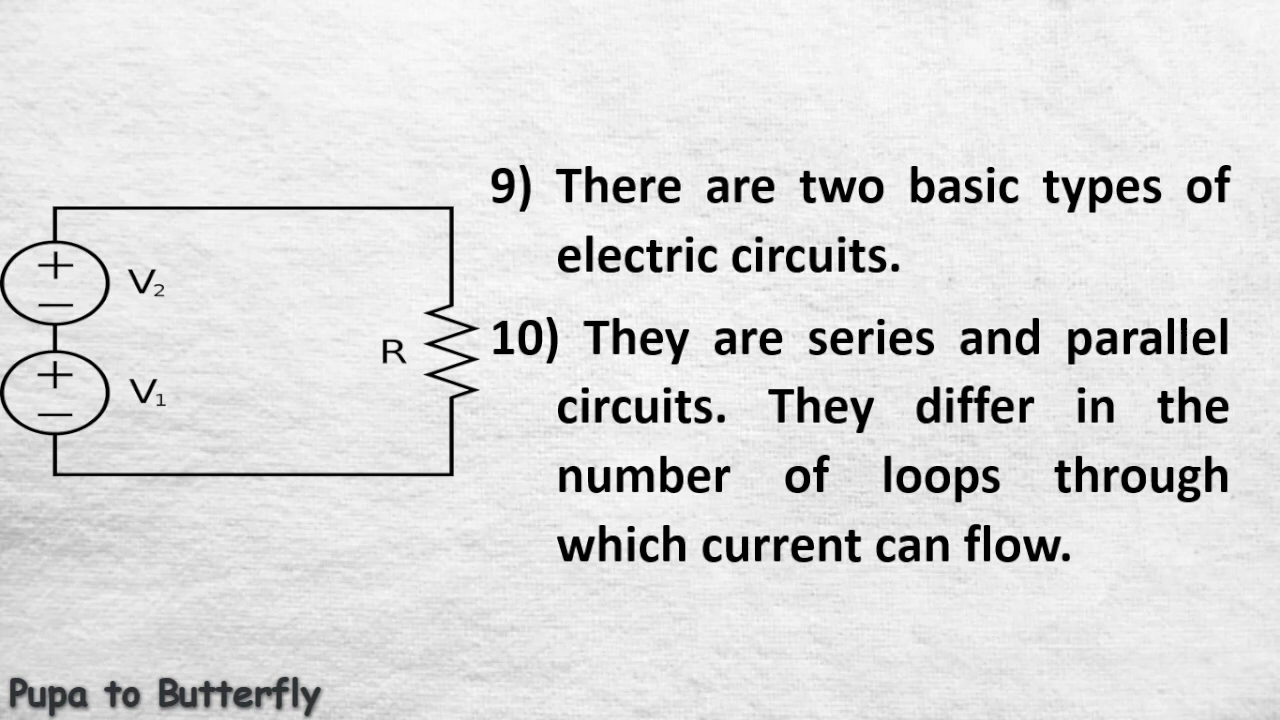 9) There are two basic types of
electric circuits.
10) They are series and parallel
circuits. They differ in the
number of loops through
which current can flow.
+
V₂
−
+
V₁
−
R
Pupa to Butterfly